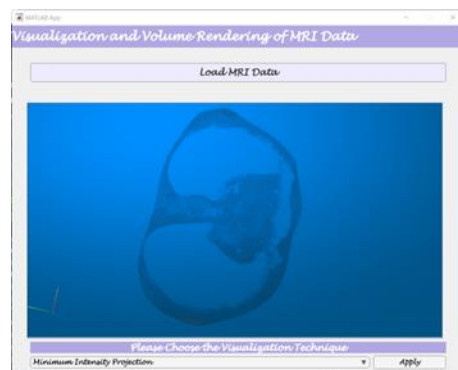 MATLAB App
Visualization and Volume Rendering of MRI Data
Load MRI Data
Please Choose the Visualization Technique
Minimum Intensity Projection
Apply